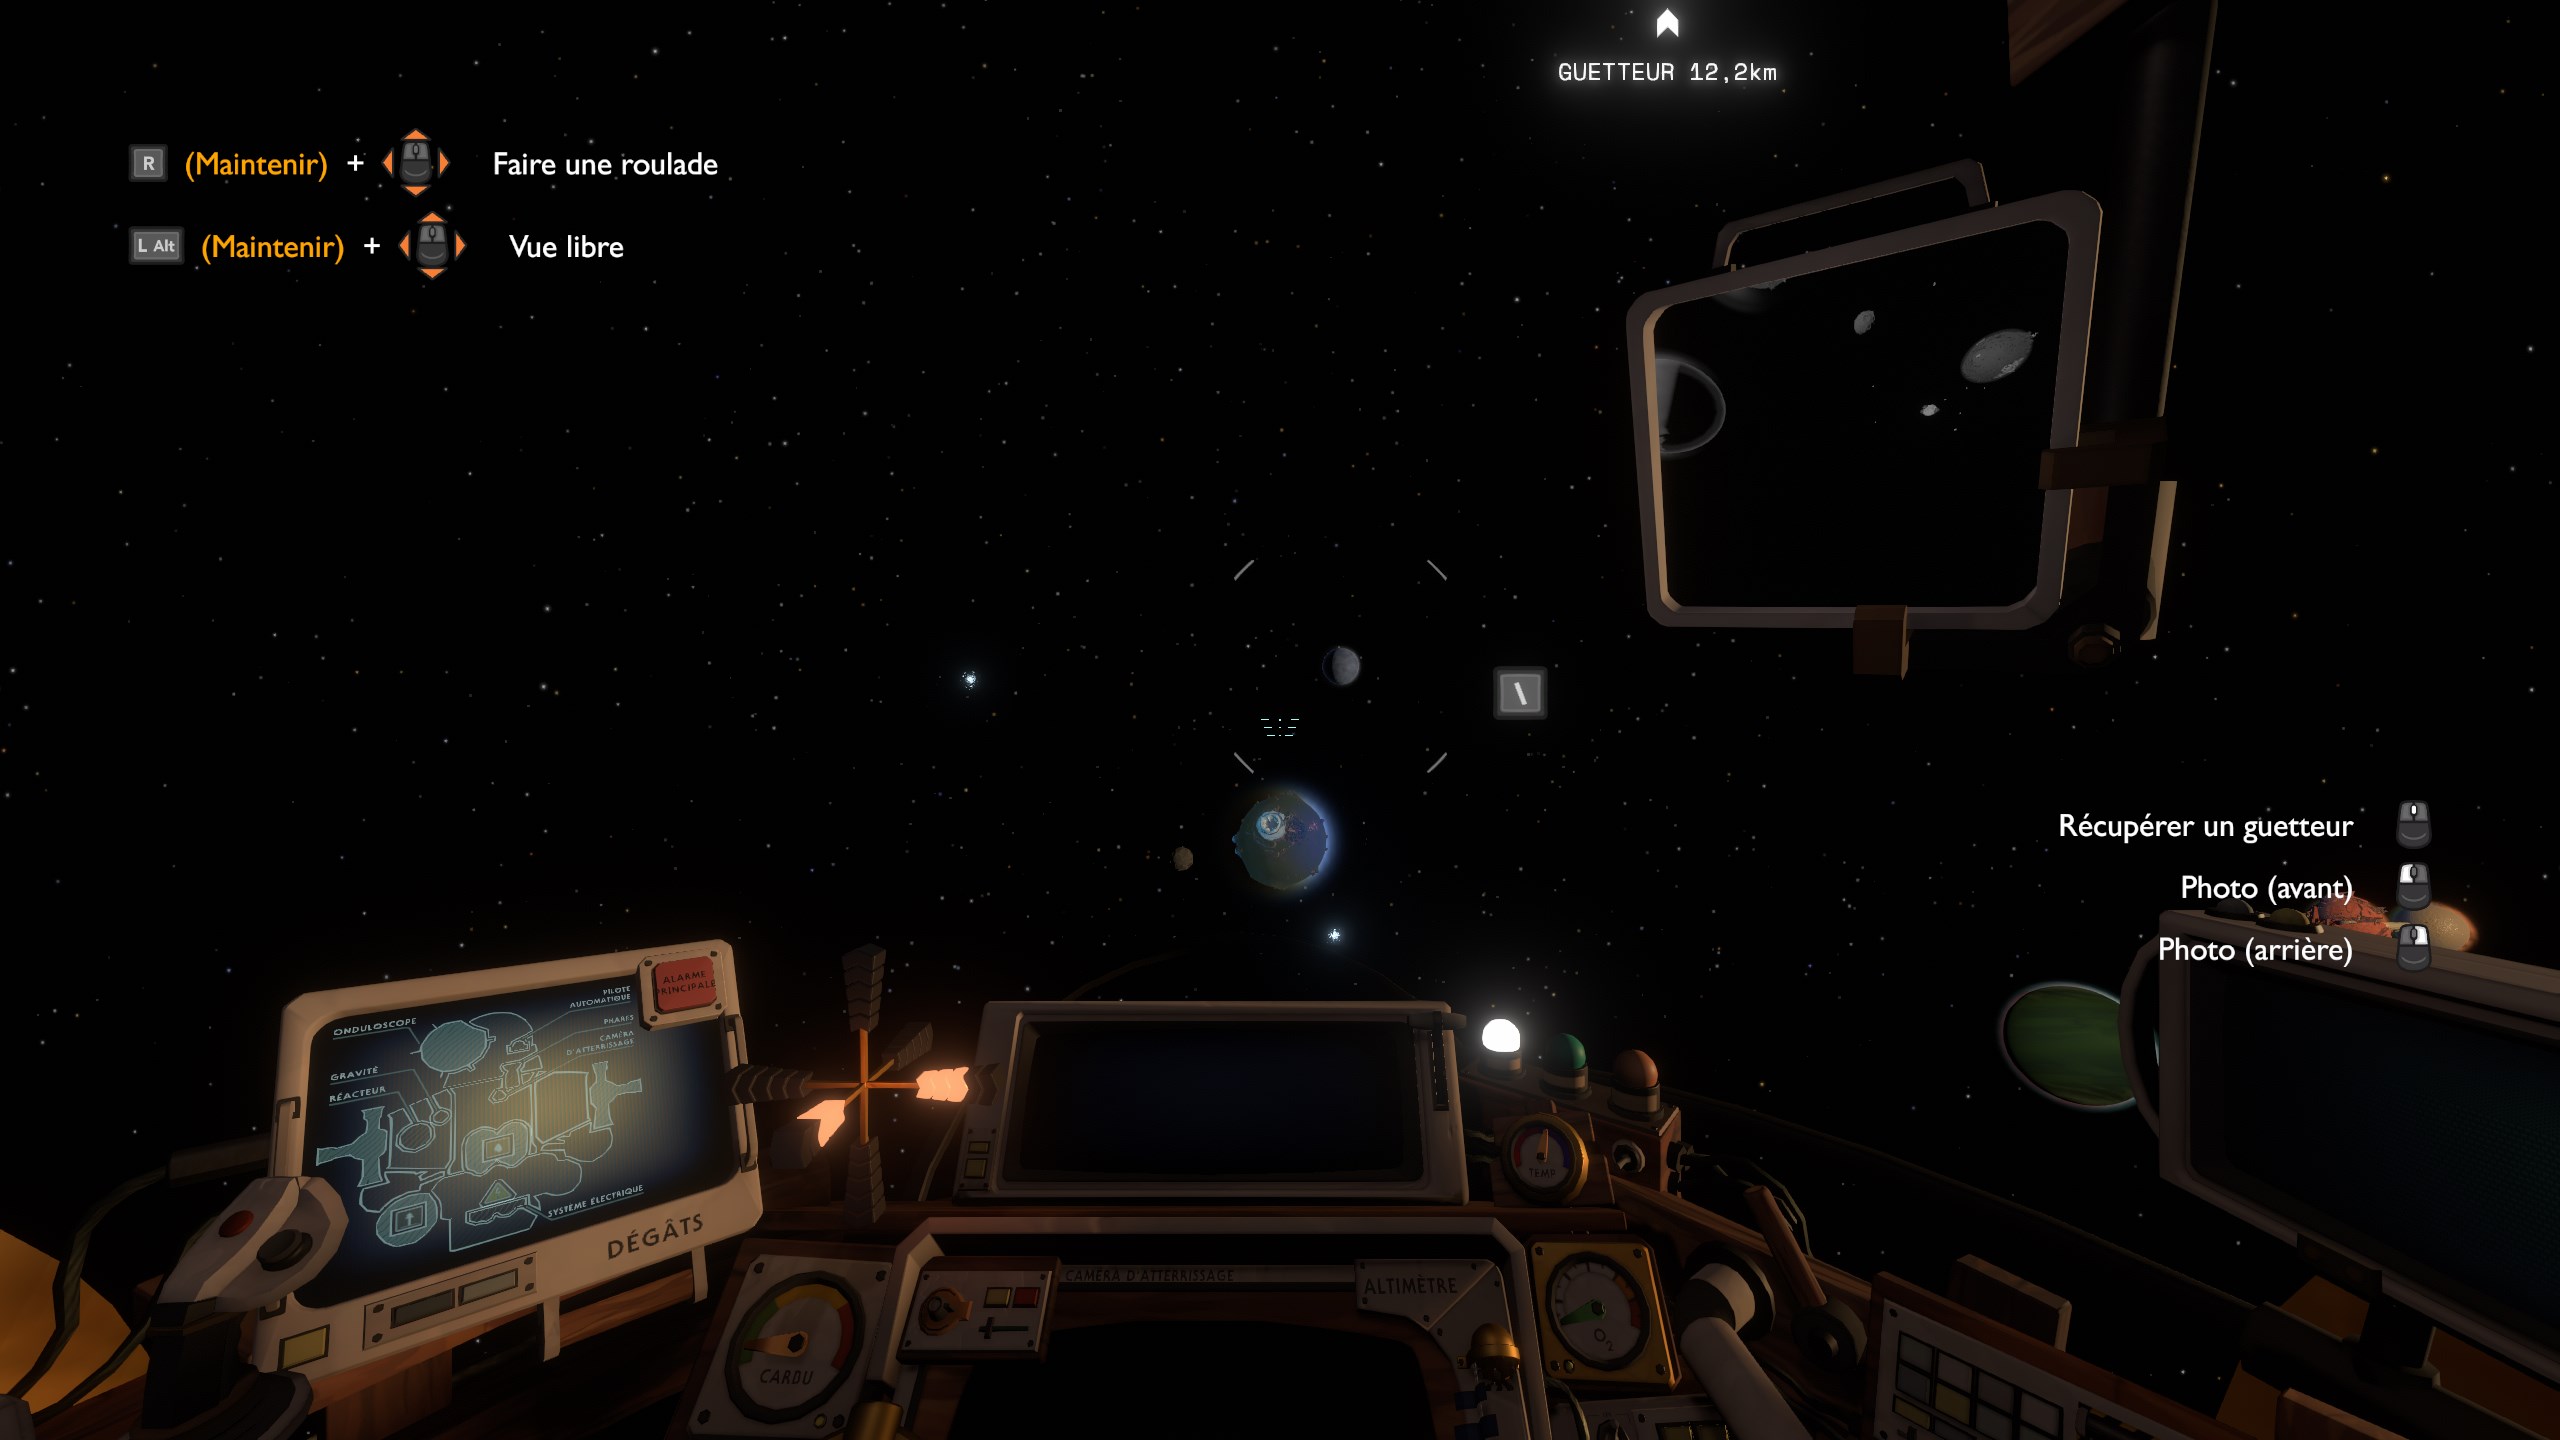 GUETTEUR 12,2km
R (Maintenir) + Faire une roulade
L Alt (Maintenir) + Vue libre
\
Récupérer un guetteur
Photo (avant)
Photo (arrière)
ALARME
PRINCIPALE
PILOTE
AUTOMATIQUE
PHARES
CAMÉRA
D'ATTERRISSAGE
ONDULOSCOPE
GRAVITÉ
RÉACTEUR
SYSTÈME ÉLECTRIQUE
DÉGÂTS
TEMP
CAMÉRA D'ATTERRISSAGE
ALTIMÈTRE
CARBU
O2